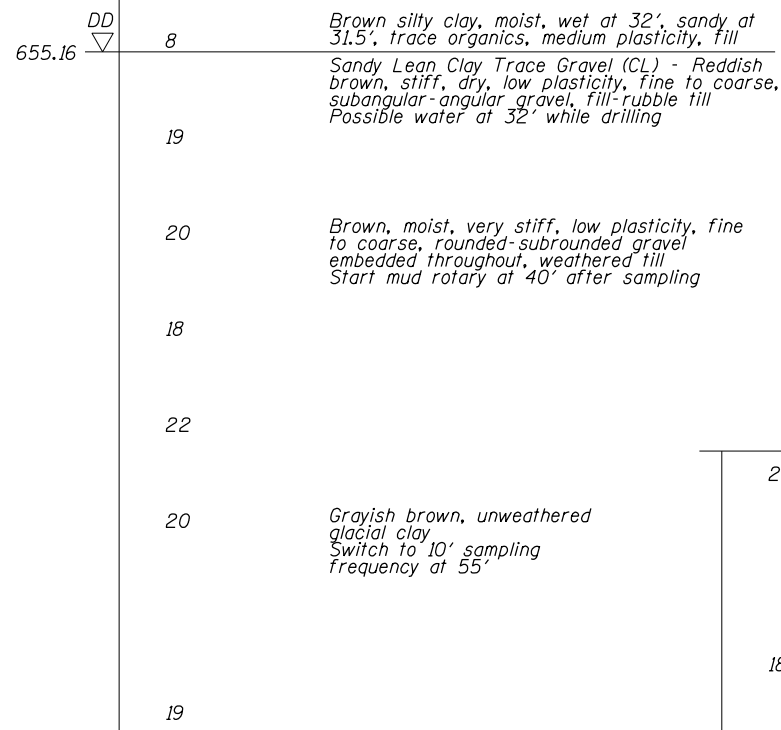 DD
8
Brown silty clay, moist, wet at 32', sandy at
31.5', trace organics, medium plasticity, fill
655.16
Sandy Lean Clay Trace Gravel (CL) - Reddish
brown, stiff, dry, low plasticity, fine to coarse,
subangular-angular gravel, fill-rubble till
Possible water at 32' while drilling
19
20
Brown, moist, very stiff, low plasticity, fine
to coarse, rounded-subrounded gravel
embedded throughout, weathered till
Start mud rotary at 40' after sampling
18
22
20
Grayish brown, unweathered
glacial clay
Switch to 10' sampling
frequency at 55'
18
19